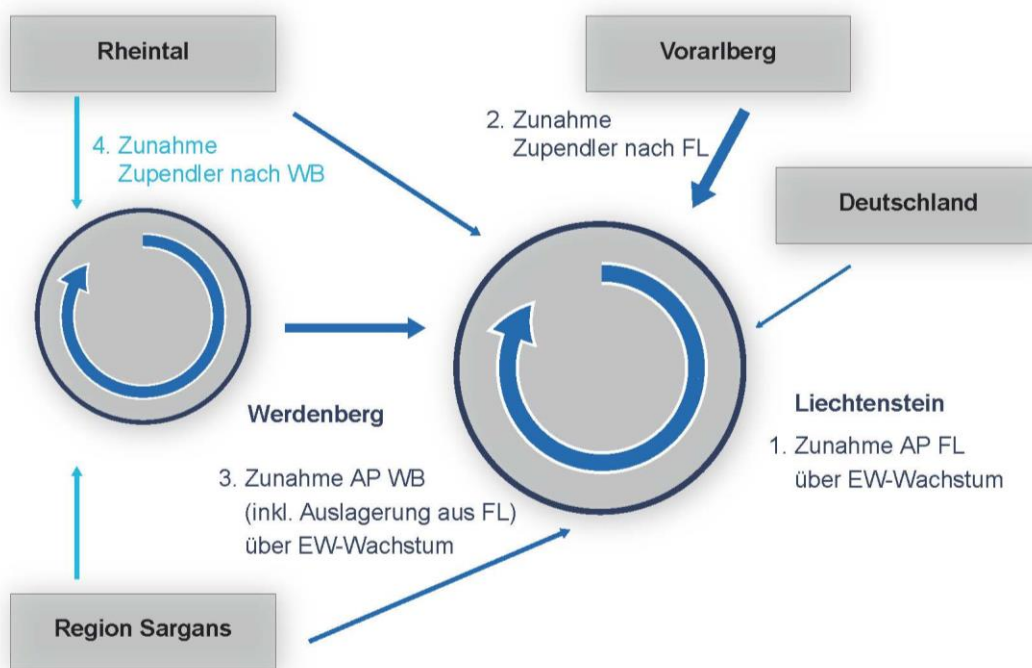 Rheintal
Vorarlberg
2. Zunahme
Zupendler nach FL
4. Zunahme
Zupendler nach WB
Deutschland
Werdenberg
3. Zunahme AP WB
(inkl. Auslagerung aus FL)
über EW-Wachstum
Liechtenstein
1. Zunahme AP FL
über EW-Wachstum
Region Sargans